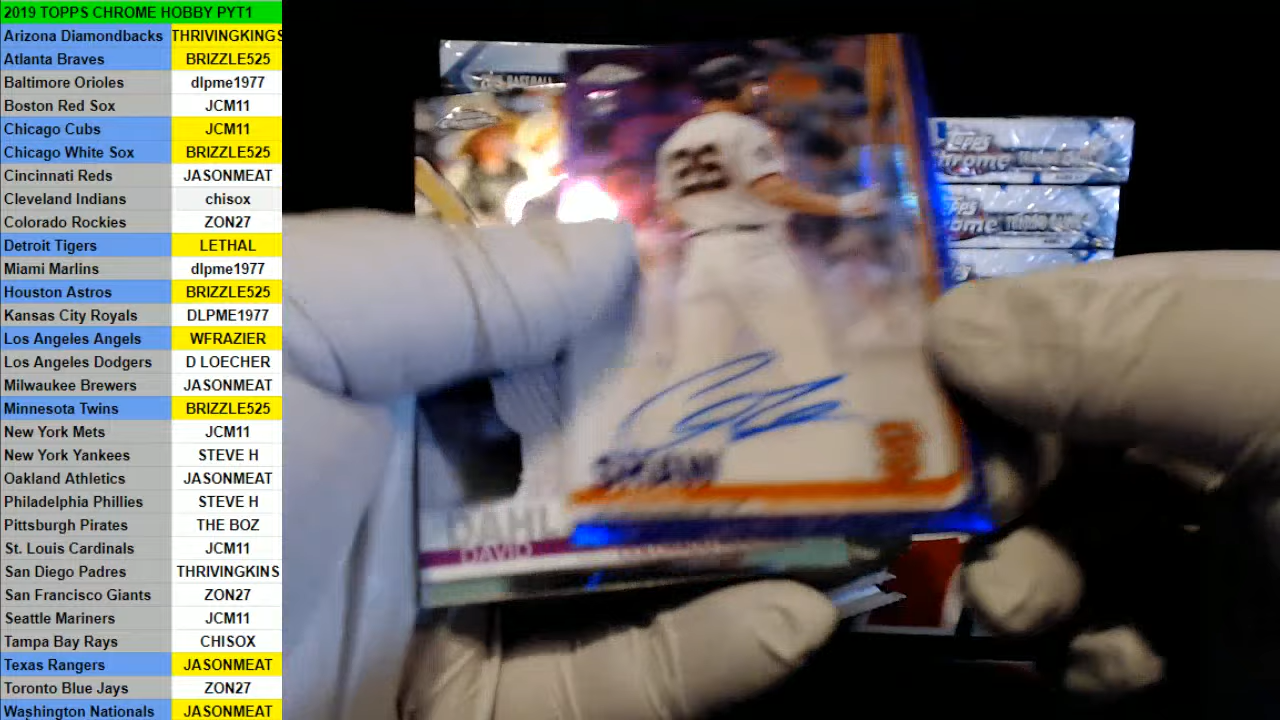 2019 TOPPS CHROME HOBBY PYT1
Arizona Diamondbacks THRIVINGKINGS
Atlanta Braves BRIZZLE525
Baltimore Orioles dlpme1977
Boston Red Sox JCM11
Chicago Cubs JCM11
Chicago White Sox BRIZZLE525
Cincinnati Reds JASONMEAT
Cleveland Indians chisox
Colorado Rockies ZON27
Detroit Tigers LETHAL
Miami Marlins dlpme1977
Houston Astros BRIZZLE525
Kansas City Royals DLPME1977
Los Angeles Angels WFRAZIER
Los Angeles Dodgers D LOECHER
Milwaukee Brewers JASONMEAT
Minnesota Twins BRIZZLE525
New York Mets JCM11
New York Yankees STEVE H
Oakland Athletics JASONMEAT
Philadelphia Phillies STEVE H
Pittsburgh Pirates THE BOZ
St. Louis Cardinals JCM11
San Diego Padres THRIVINGKINS
San Francisco Giants ZON27
Seattle Mariners JCM11
Tampa Bay Rays CHISOX
Texas Rangers JASONMEAT
Toronto Blue Jays ZON27
Washington Nationals JASONMEAT
BASEBALL
TOPPS
Chrome
SHAW
DAHL
DAVID